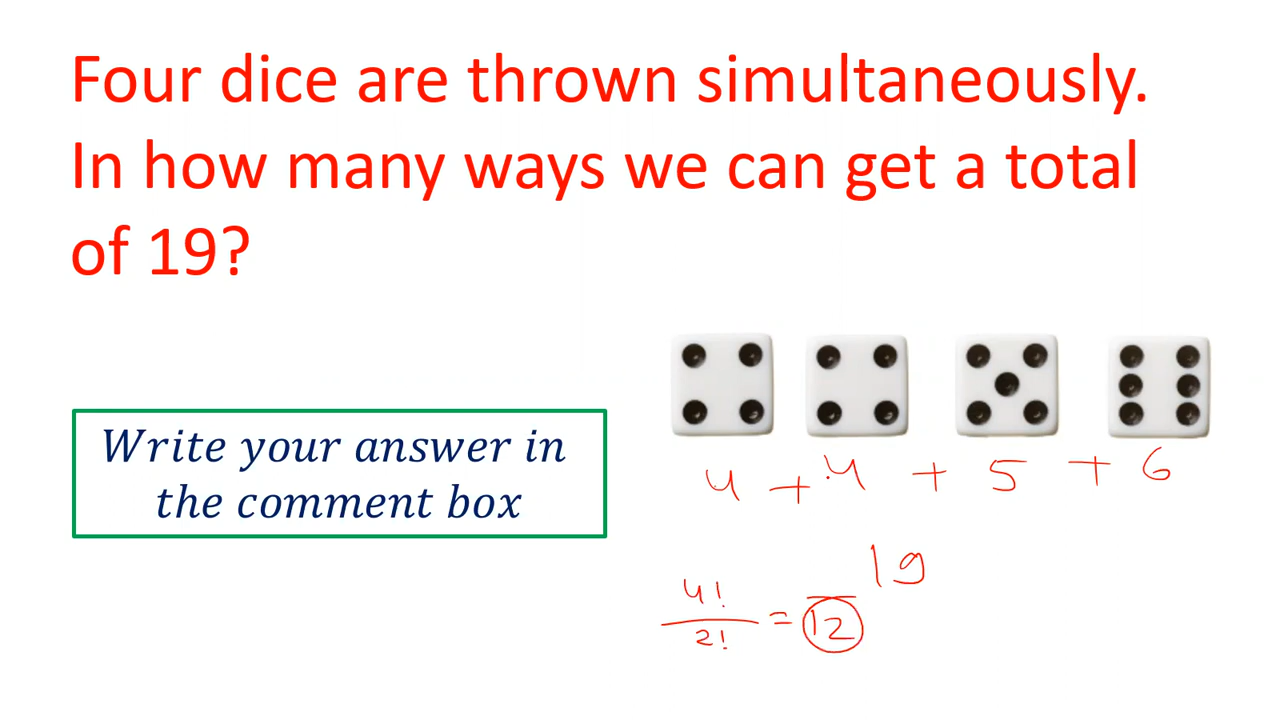 Four dice are thrown simultaneously.
In how many ways we can get a total
of 19?
Write your answer in
the comment box
4 + 4 + 5 + 6
19
4!
2!
= 12